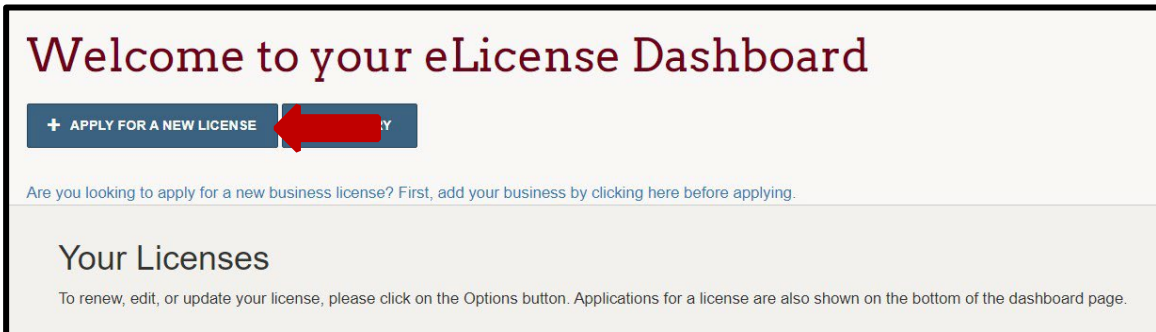 Welcome to your eLicense Dashboard
+ APPLY FOR A NEW LICENSE
Are you looking to apply for a new business license? First, add your business by clicking here before applying.
Your Licenses
To renew, edit, or update your license, please click on the Options button. Applications for a license are also shown on the bottom of the dashboard page.